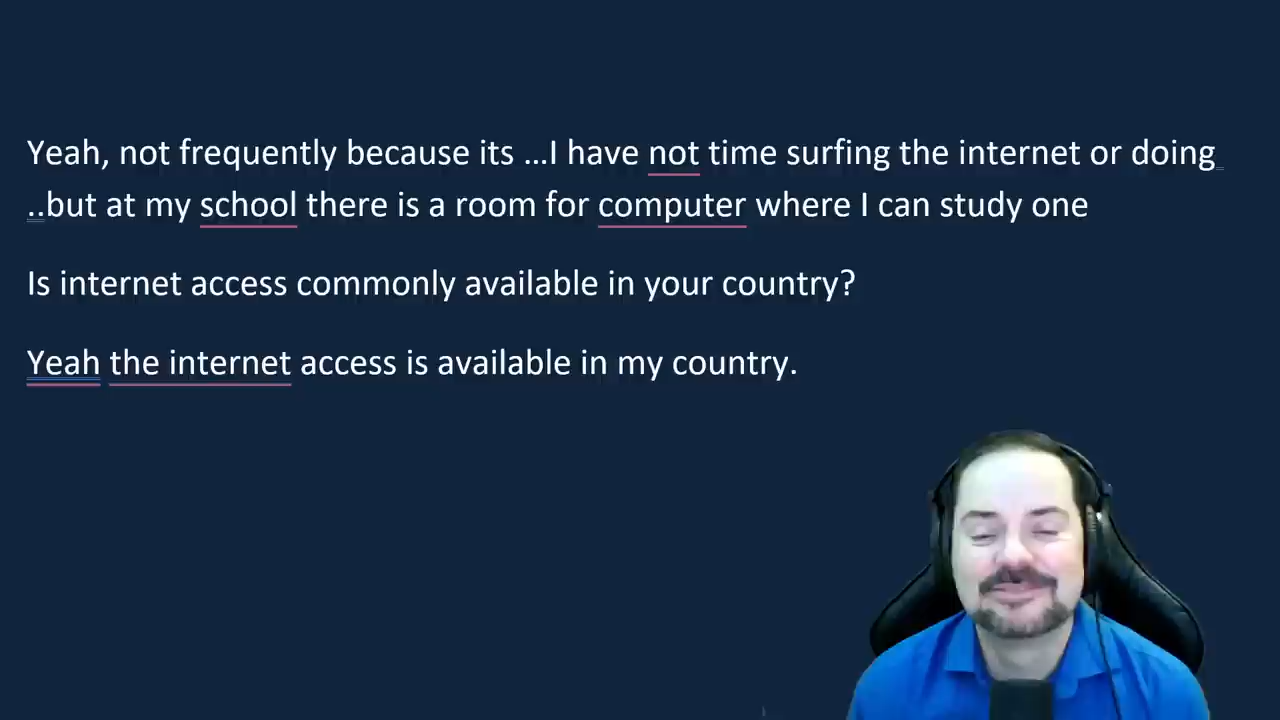 Yeah, not frequently because its ...I have not time surfing the internet or doing
..but at my school there is a room for computer where I can study one
Is internet access commonly available in your country?
Yeah the internet access is available in my country.